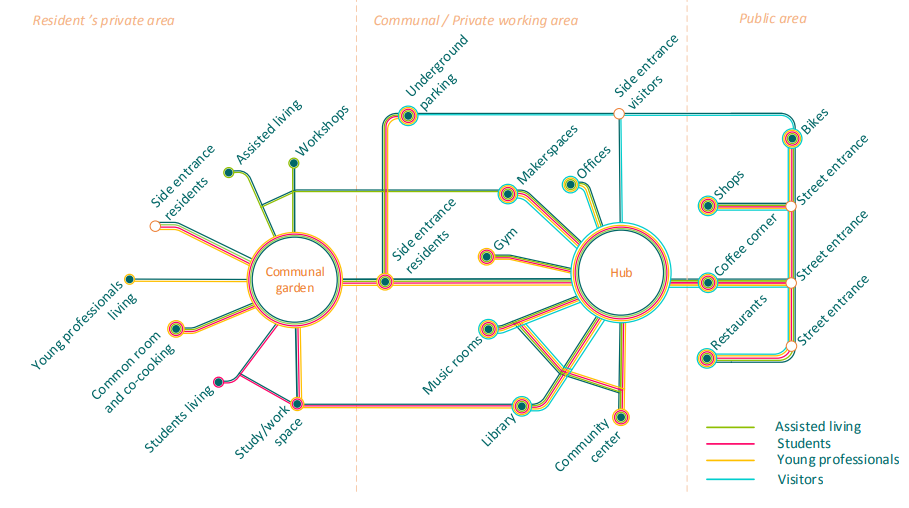 Resident 's private area
Communal / Private working area
Public area
Underground
parking
Side entrance
visitors
Assisted living
Workshops
Makerspaces
Offices
Bikes
Side entrance
residents
Shops
Street entrance
Side entrance
residents
Gym
Coffee corner
Street entrance
Communal
garden
Hub
Young professionals
living
Restaurants
Street entrance
Common room
and co-cooking
Music rooms
Students living
Study/work
space
Library
Community
center
Assisted living
Students
Young professionals
Visitors